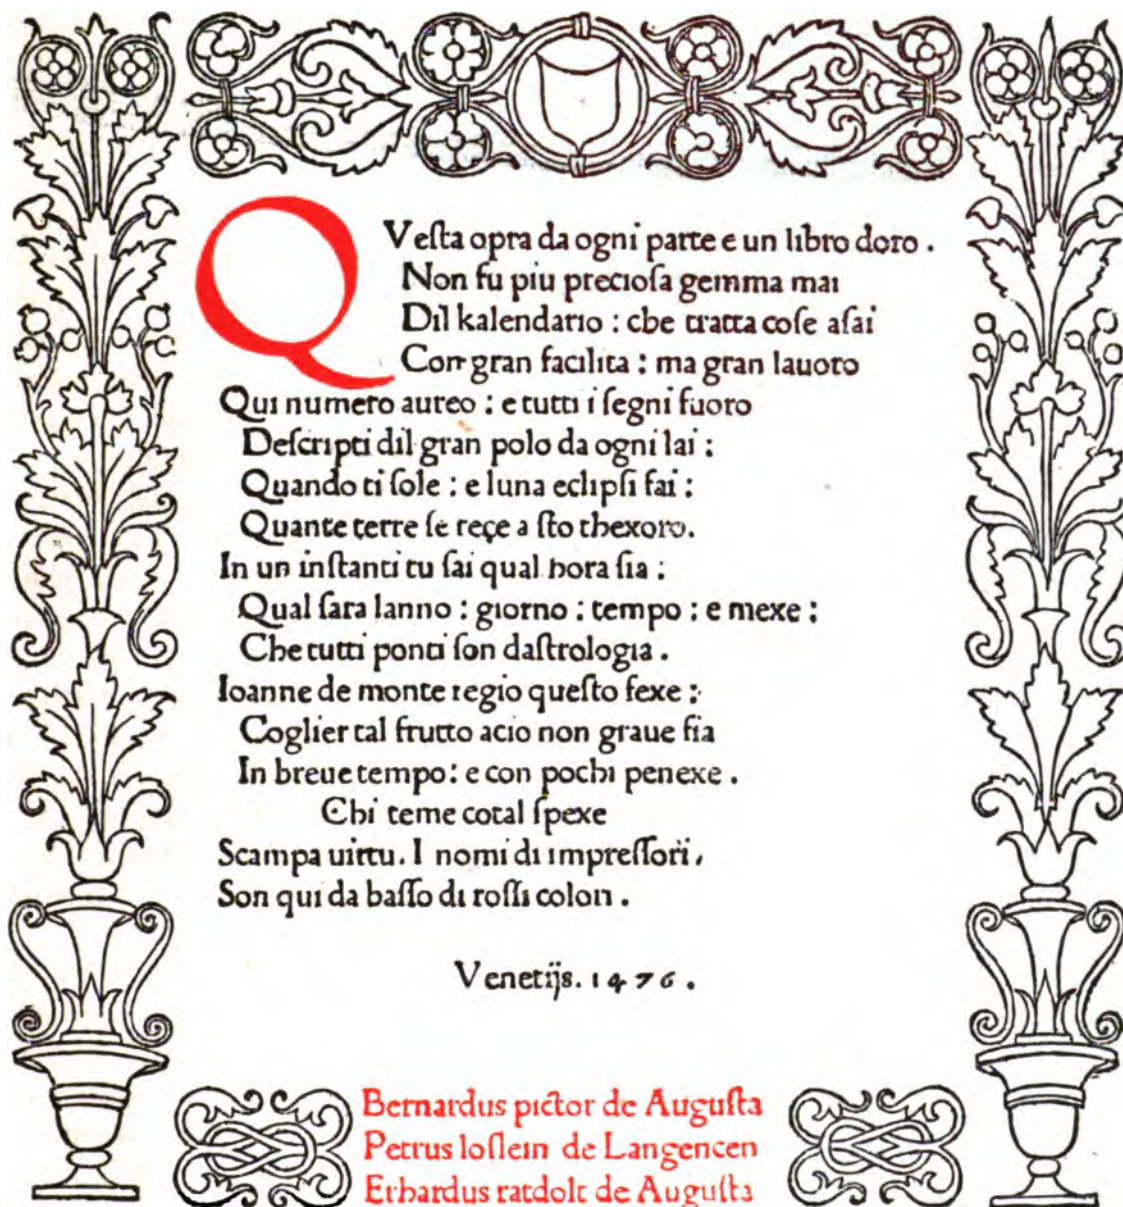 QVeſta opra da ogni parte e un libro doro.
Non fu piu precioſa gemma mai
Dil kalendario: che tratta coſe aſai
Con gran facilita: ma gran lauoro
Qui numero aureo: e tutti i ſegni fuoro
Deſcripti dil gran polo da ogni lai:
Quando ti ſole: e luna eclipſi fai:
Quante terre ſe reçe a ſto thexoro.
In un inſtanti tu ſai qual hora ſia:
Qual ſara lanno: giorno: tempo: e mexe:
Che tutti ponti ſon daſtrologia.
Ioanne de monte regio queſto fexe:
Coglier tal frutto acio non graue ſia
In breue tempo: e con pochi penexe.
Chi teme cotal ſpexe
Scampa uirtu. I nomi di impreſſori.
Son qui da baſſo di roſſi colori.
Venetijs. 1476.
Bernardus pictor de Auguſta
Petrus loſlein de Langencen
Erhardus ratdolt de Auguſta